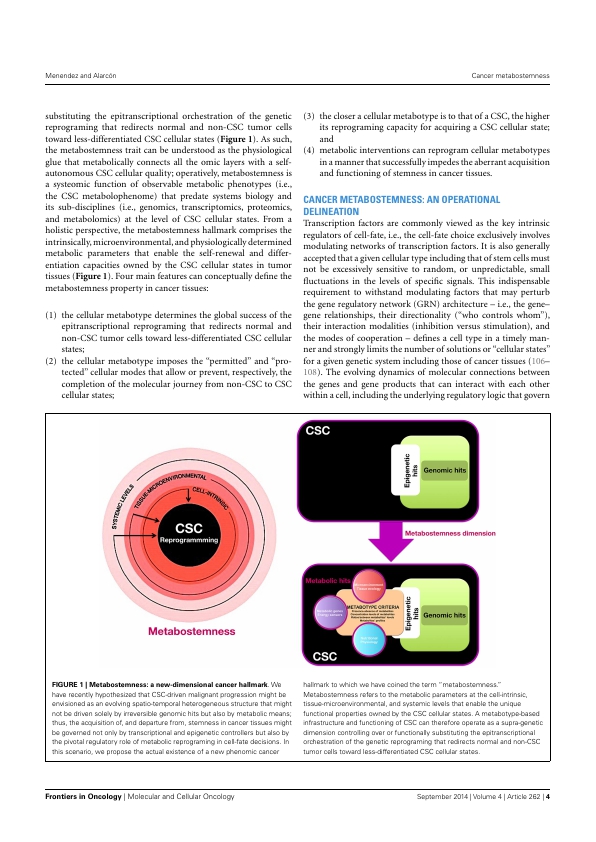 Menendez and Alarcón
Cancer metabostemness
substituting the epitranscriptional orchestration of the genetic
reprograming that redirects normal and non-CSC tumor cells
toward less-differentiated CSC cellular states (Figure 1). As such,
the metabostemness trait can be understood as the physiological
glue that metabolically connects all the omic layers with a self-
autonomous CSC cellular quality; operatively, metabostemness is
a systeomic function of observable metabolic phenotypes (i.e.,
the CSC metabolophenome) that predate systems biology and
its sub-disciplines (i.e., genomics, transcriptomics, proteomics,
and metabolomics) at the level of CSC cellular states. From a
holistic perspective, the metabostemness hallmark comprises the
intrinsically, microenvironmental, and physiologically determined
metabolic parameters that enable the self-renewal and differ-
entiation capacities owned by the CSC cellular states in tumor
tissues (Figure 1). Four main features can conceptually define the
metabostemness property in cancer tissues:
(1) the cellular metabotype determines the global success of the
epitranscriptional reprograming that redirects normal and
non-CSC tumor cells toward less-differentiated CSC cellular
states;
(2) the cellular metabotype imposes the “permitted” and “pro-
tected” cellular modes that allow or prevent, respectively, the
completion of the molecular journey from non-CSC to CSC
cellular states;
(3) the closer a cellular metabotype is to that of a CSC, the higher
its reprograming capacity for acquiring a CSC cellular state;
and
(4) metabolic interventions can reprogram cellular metabotypes
in a manner that successfully impedes the aberrant acquisition
and functioning of stemness in cancer tissues.
CANCER METABOSTEMNESS: AN OPERATIONAL
DELINEATION
Transcription factors are commonly viewed as the key intrinsic
regulators of cell-fate, i.e., the cell-fate choice exclusively involves
modulating networks of transcription factors. It is also generally
accepted that a given cellular type including that of stem cells must
not be excessively sensitive to random, or unpredictable, small
fluctuations in the levels of specific signals. This indispensable
requirement to withstand modulating factors that may perturb
the gene regulatory network (GRN) architecture – i.e., the gene–
gene relationships, their directionality (“who controls whom”),
their interaction modalities (inhibition versus stimulation), and
the modes of cooperation – defines a cell type in a timely man-
ner and strongly limits the number of solutions or “cellular states”
for a given genetic system including those of cancer tissues (106–
108). The evolving dynamics of molecular connections between
the genes and gene products that can interact with each other
within a cell, including the underlying regulatory logic that govern
SYSTEMIC LEVELS
TISSUE-MICROENVIRONMENTAL
CELL-INTRINSIC
CSC
Reprogrammming
Metabostemness
CSC
Epigenetic
hits
Genomic hits
Metabostemness dimension
Metabolic hits
METABOTYPE CRITERIA
Epigenetic
hits
Genomic hits
CSC
FIGURE 1 | Metabostemness: a new-dimensional cancer hallmark. We
have recently hypothesized that CSC-driven malignant progression might be
envisioned as an evolving spatio-temporal heterogeneous structure that might
not be driven solely by irreversible genomic hits but also by metabolic means;
thus, the acquisition of, and departure from, stemness in cancer tissues might
be governed not only by transcriptional and epigenetic controllers but also by
the pivotal regulatory role of metabolic reprograming in cell-fate decisions. In
this scenario, we propose the actual existence of a new phenomic cancer
hallmark to which we have coined the term “metabostemness.”
Metabostemness refers to the metabolic parameters at the cell-intrinsic,
tissue-microenvironmental, and systemic levels that enable the unique
functional properties owned by the CSC cellular states. A metabotype-based
infrastructure and functioning of CSC can therefore operate as a supra-genetic
dimension controlling over or functionally substituting the epitranscriptional
orchestration of the genetic reprograming that redirects normal and non-CSC
tumor cells toward less-differentiated CSC cellular states.
Frontiers in Oncology | Molecular and Cellular Oncology
September 2014 | Volume 4 | Article 262 | 4